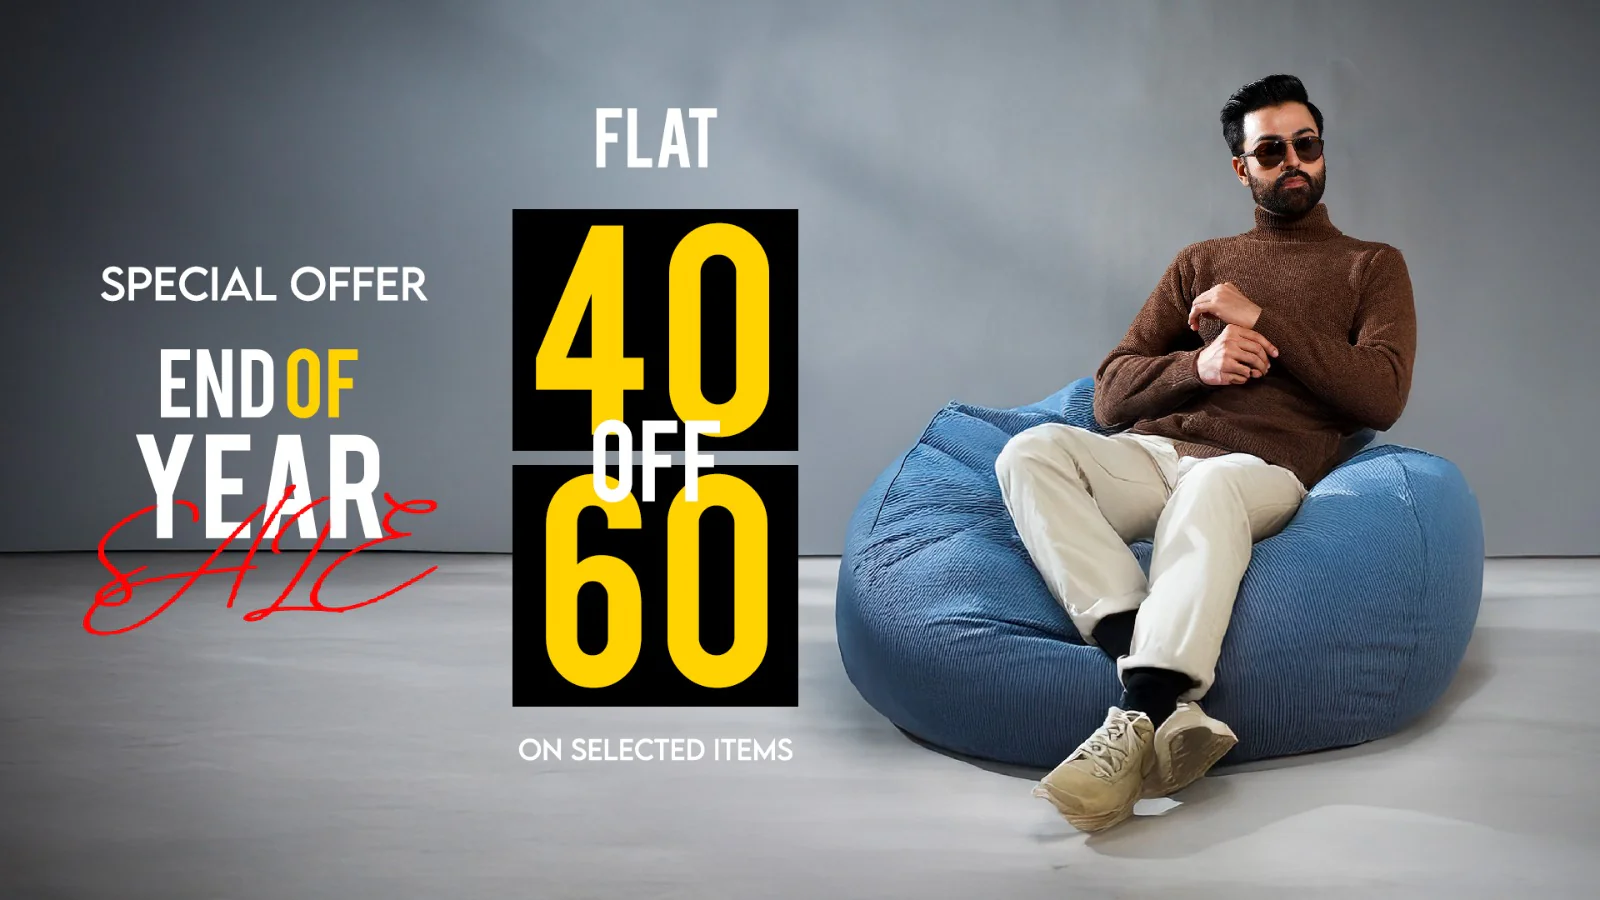 SPECIAL OFFER
END OF
YEAR
SALE
FLAT
40
OFF
60
ON SELECTED ITEMS